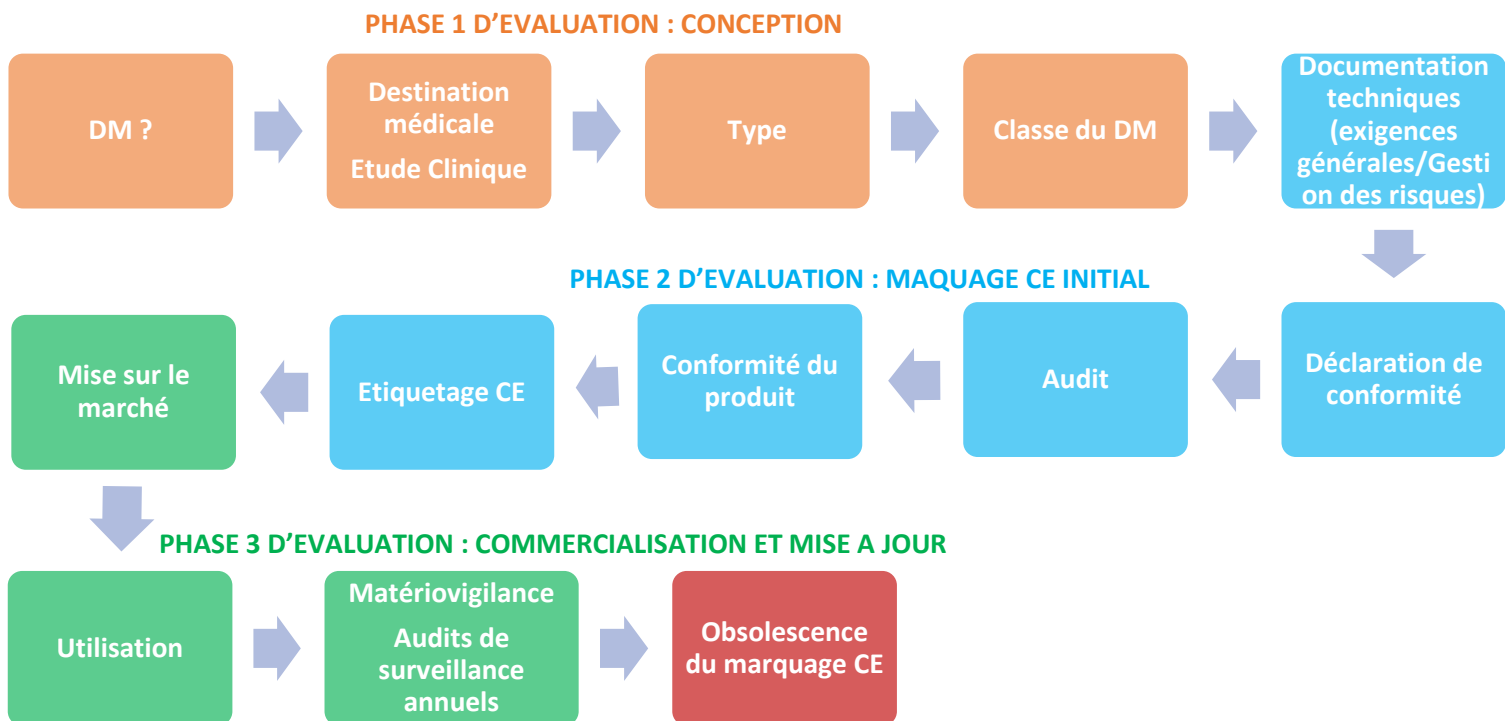 PHASE 1 D’EVALUATION : CONCEPTION
DM ?
Destination
médicale
Etude Clinique
Type
Classe du DM
Documentation
techniques
(exigences
générales/Gesti
on des risques)
PHASE 2 D’EVALUATION : MAQUAGE CE INITIAL
Déclaration de
conformité
Audit
Conformité du
produit
Etiquetage CE
Mise sur le
marché
PHASE 3 D’EVALUATION : COMMERCIALISATION ET MISE A JOUR
Utilisation
Matériovigilance
Audits de
surveillance
annuels
Obsolescence
du marquage CE